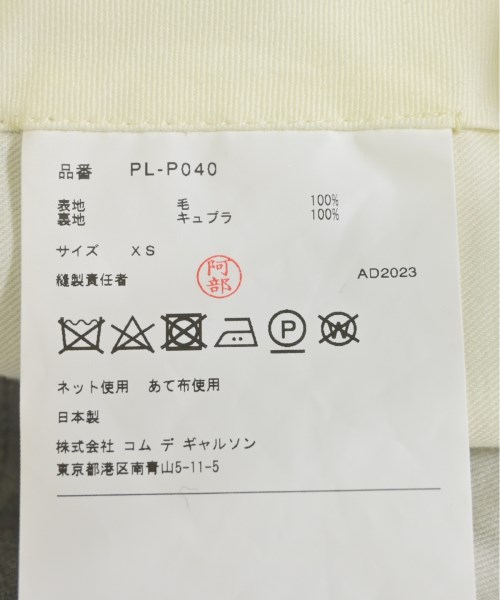 品番 PL-P040
表地 毛 100%
裏地 キュプラ 100%
サイズ XS
縫製責任者 阿部 AD2023
P W
ネット使用 あて布使用
日本製
株式会社 コム デ ギャルソン
東京都港区南青山5-11-5